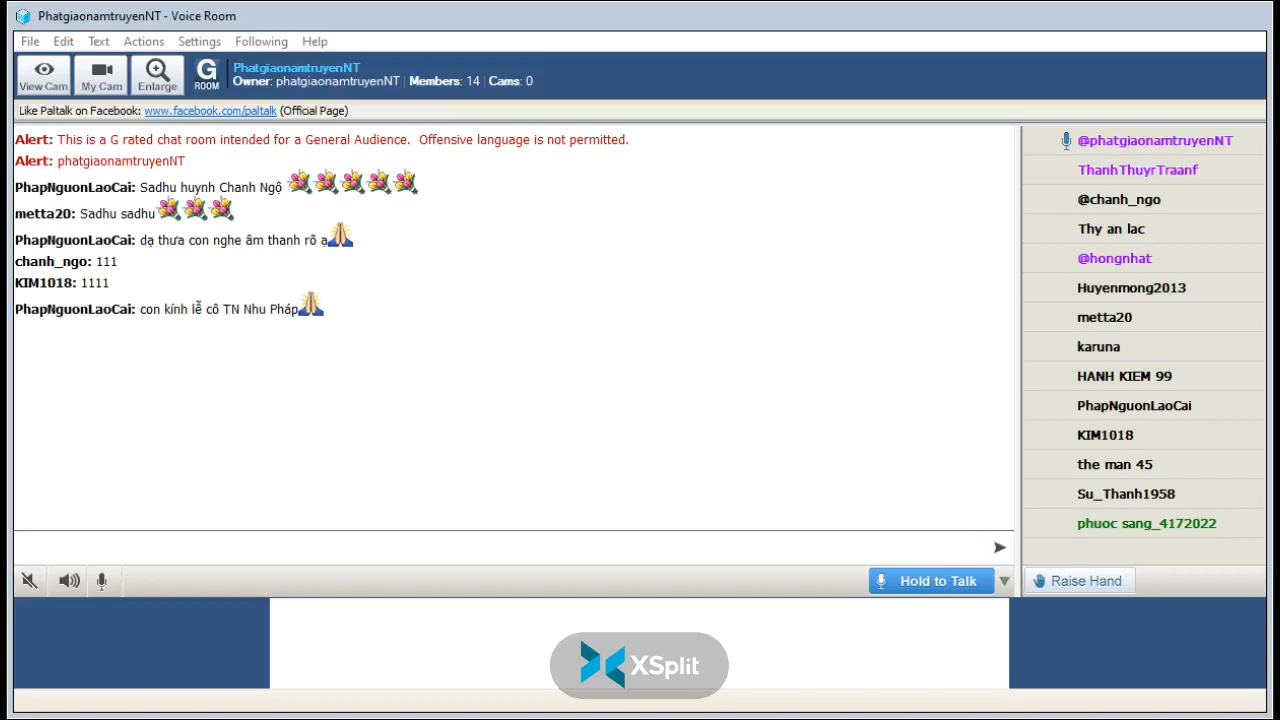 PhatgiaonamtruyenNT - Voice Room
File Edit Text Actions Settings Following Help
View Cam My Cam Enlarge G ROOM
PhatgiaonamtruyenNT
Owner: phatgiaonamtruyenNT | Members: 14 | Cams: 0
Like Paltalk on Facebook: www.facebook.com/paltalk (Official Page)
Alert: This is a G rated chat room intended for a General Audience. Offensive language is not permitted.
Alert: phatgiaonamtruyenNT
PhapNguonLaoCai: Sadhu huynh Chanh Ngộ
metta20: Sadhu sadhu
PhapNguonLaoCai: dạ thưa con nghe âm thanh rõ ạ
chanh_ngo: 111
KIM1018: 1111
PhapNguonLaoCai: con kính lễ cô TN Nhu Pháp
@phatgiaonamtruyenNT
ThanhThuyrTraanf
@chanh_ngo
Thy an lac
@hongnhat
Huyenmong2013
metta20
karuna
HANH KIEM 99
PhapNguonLaoCai
KIM1018
the man 45
Su_Thanh1958
phuoc sang_4172022
Hold to Talk
Raise Hand
XSplit